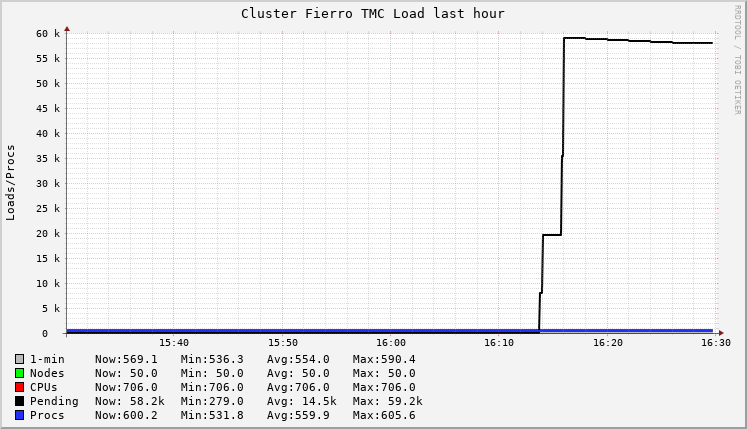 Cluster Fierro TMC Load last hour
RRDTOOL / TOBI OETIKER
Loads/Procs
60 k
55 k
50 k
45 k
40 k
35 k
30 k
25 k
20 k
15 k
10 k
5 k
0
15:40 15:50 16:00 16:10 16:20 16:30
1-min Now:569.1 Min:536.3 Avg:554.0 Max:590.4
Nodes Now: 50.0 Min: 50.0 Avg: 50.0 Max: 50.0
CPUs Now:706.0 Min:706.0 Avg:706.0 Max:706.0
Pending Now: 58.2k Min:279.0 Avg: 14.5k Max: 59.2k
Procs Now:600.2 Min:531.8 Avg:559.9 Max:605.6